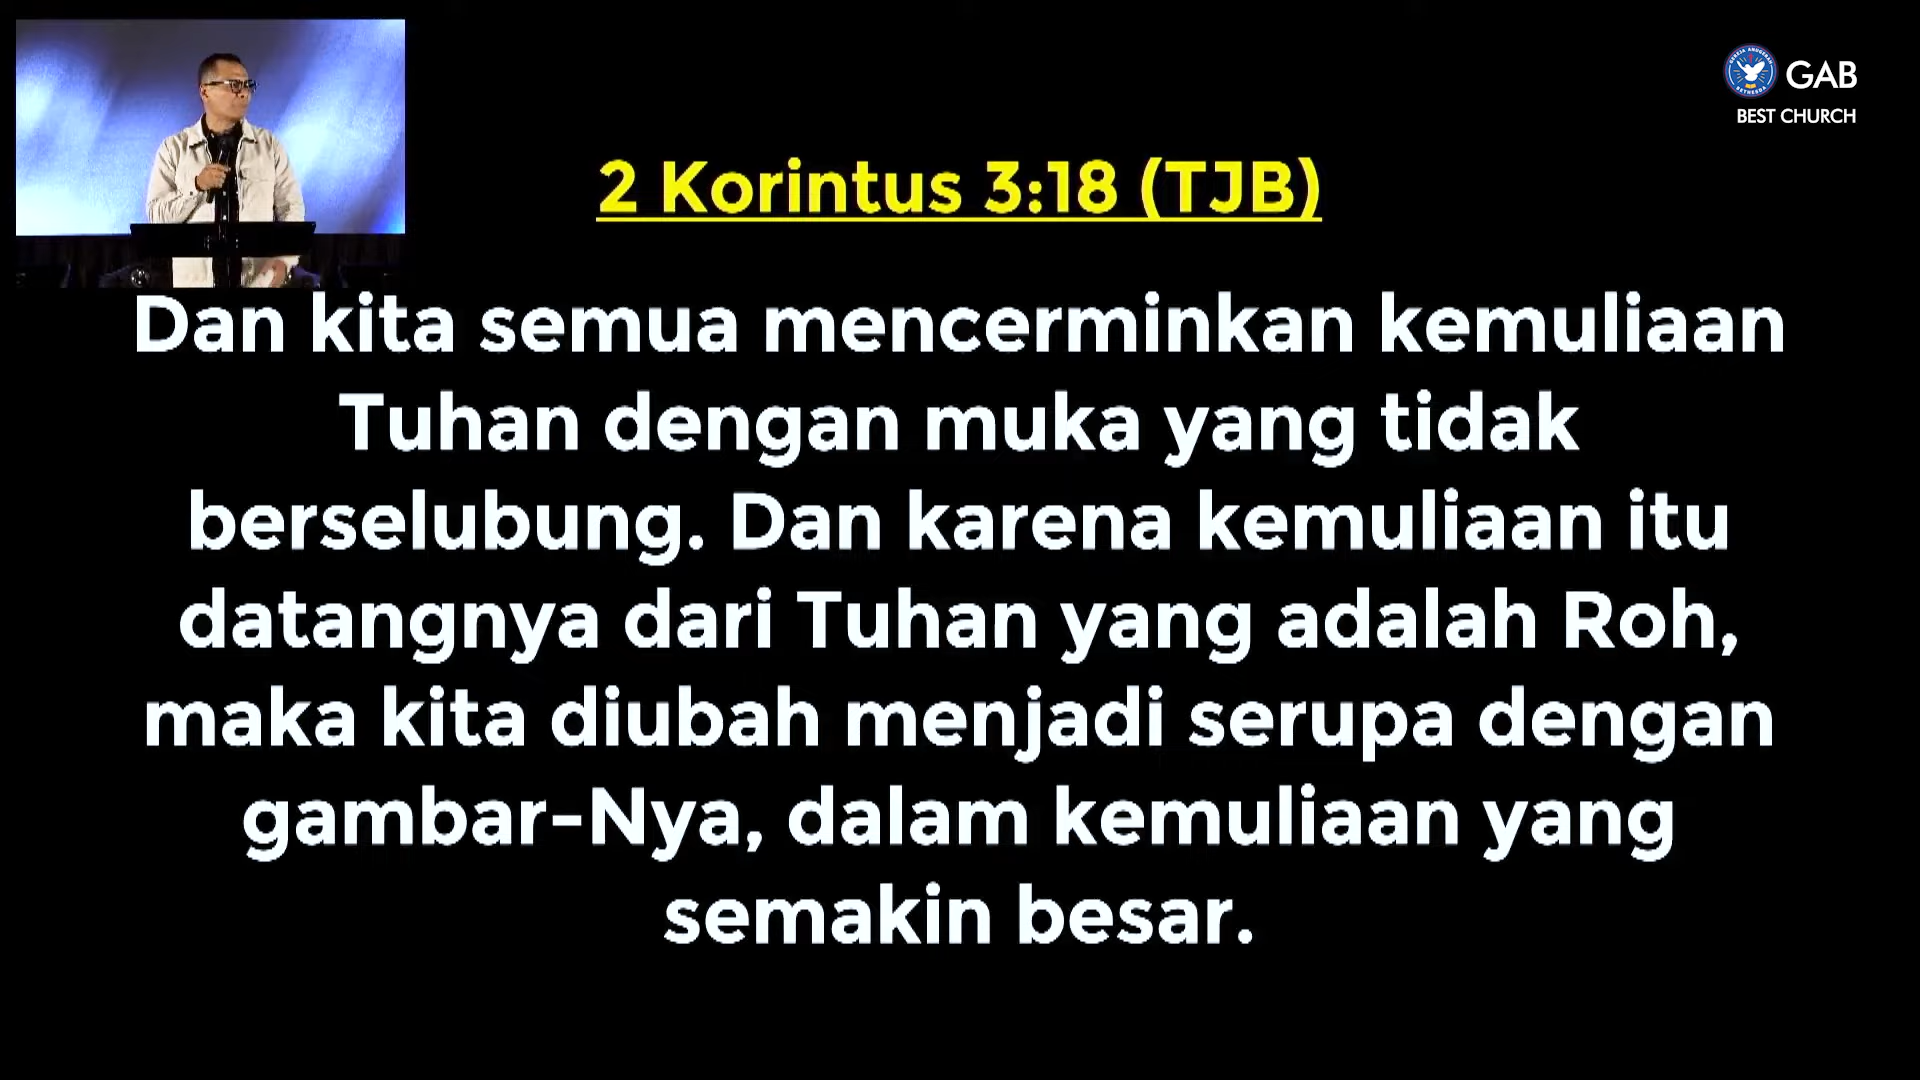 GAB
BEST CHURCH
2 Korintus 3:18 (TJB)
Dan kita semua mencerminkan kemuliaan
Tuhan dengan muka yang tidak
berselubung. Dan karena kemuliaan itu
datangnya dari Tuhan yang adalah Roh,
maka kita diubah menjadi serupa dengan
gambar-Nya, dalam kemuliaan yang
semakin besar.